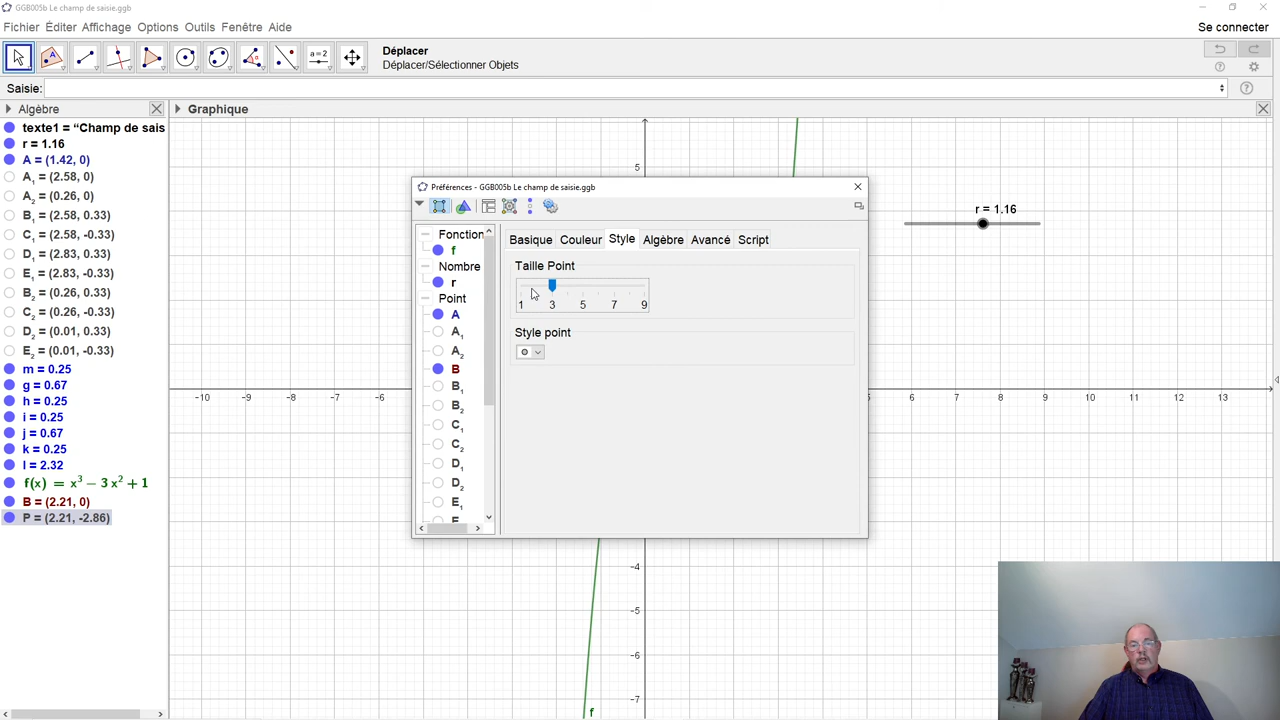 GGB005b Le champ de saisie.ggb
Fichier Éditer Affichage Options Outils Fenêtre Aide
Se connecter
a=2
Déplacer
Déplacer/Sélectionner Objets
Saisie:
Algèbre
Graphique
texte1 = “Champ de sais
r = 1.16
A = (1.42, 0)
A₁ = (2.58, 0)
A₂ = (0.26, 0)
B₁ = (2.58, 0.33)
C₁ = (2.58, -0.33)
D₁ = (2.83, 0.33)
E₁ = (2.83, -0.33)
B₂ = (0.26, 0.33)
C₂ = (0.26, -0.33)
D₂ = (0.01, 0.33)
E₂ = (0.01, -0.33)
m = 0.25
g = 0.67
h = 0.25
i = 0.25
j = 0.67
k = 0.25
l = 2.32
f(x) = x³ − 3 x² + 1
B = (2.21, 0)
P = (2.21, -2.86)
5
r = 1.16
Préférences - GGB005b Le champ de saisie.ggb
Fonction
f
Nombre
r
Point
A
A₁
A₂
B
B₁
B₂
C₁
C₂
D₁
D₂
E₁
Basique Couleur Style Algèbre Avancé Script
Taille Point
1 3 5 7 9
Style point
-10 -9 -8 -7 -6 5 6 7 8 9 10 11 12 13
-4
-5
-6
-7
f